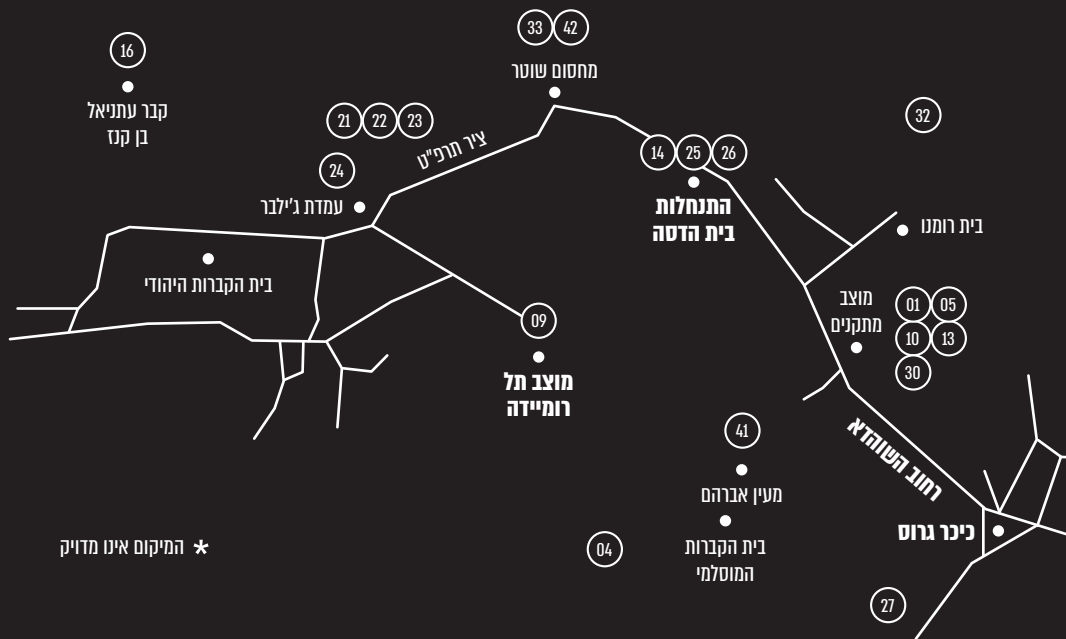 33 42
מחסום שוטר
16
קבר עתניאל
בן קנז
21 22 23
ציר תרפ״ט
32
14 25 26
24
עמדת ג'ילבר
התנחלות
בית הדסה
בית רומנו
בית הקברות היהודי
מוצב
מתקנים
01 05
10 13
30
09
מוצב תל
רומיידה
רחוב השוהדא
41
מעין אברהם
כיכר גרוס
בית הקברות
המוסלמי
04
* המיקום אינו מדויק
27